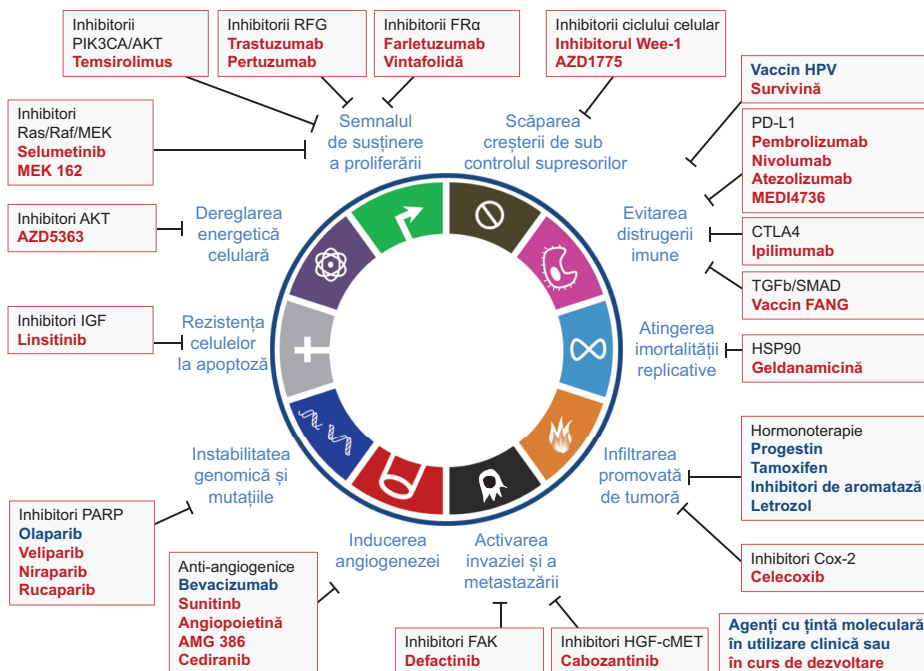 Inhibitorii
PIK3CA/AKT
Temsirolimus
Inhibitorii RFG
Trastuzumab
Pertuzumab
Inhibitorii FRα
Farletuzumab
Vintafolidă
Inhibitorii ciclului celular
Inhibitorul Wee-1
AZD1775
Vaccin HPV
Survivină
Inhibitori
Ras/Raf/MEK
Selumetinib
MEK 162
Semnalul
de susținere
a proliferării
Scăparea
creșterii de sub
controlul supresorilor
PD-L1
Pembrolizumab
Nivolumab
Atezolizumab
MEDI4736
Inhibitori AKT
AZD5363
Dereglarea
energetică
celulară
Evitarea
distrugerii
imune
CTLA4
Ipilimumab
TGFb/SMAD
Vaccin FANG
Inhibitori IGF
Linsitinib
Rezistența
celulelor
la apoptoză
Atingerea
imortalității
replicative
HSP90
Geldanamicină
Instabilitatea
genomică și
mutațiile
Infiltrarea
promovată
de tumoră
Hormonoterapie
Progestin
Tamoxifen
Inhibitori de aromatază
Letrozol
Inhibitori PARP
Olaparib
Veliparib
Niraparib
Rucaparib
Inducerea
angiogenezei
Activarea
invaziei și a
metastazării
Inhibitori Cox-2
Celecoxib
Anti-angiogenice
Bevacizumab
Sunitinb
Angiopoietină
AMG 386
Cediranib
Inhibitori FAK
Defactinib
Inhibitori HGF-cMET
Cabozantinib
Agenți cu țintă moleculară
în utilizare clinică sau
în curs de dezvoltare